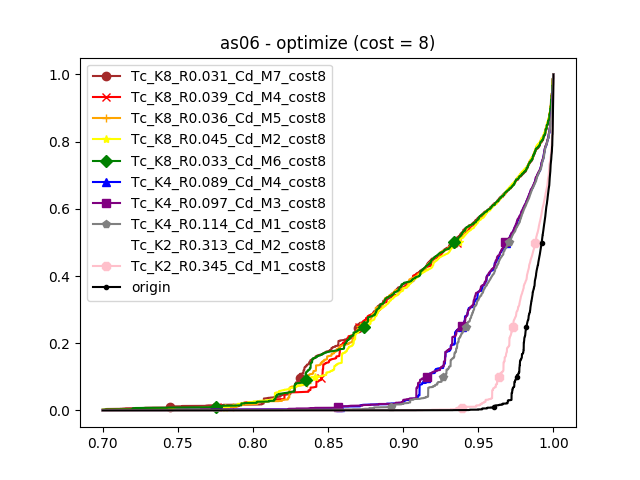 as06 - optimize (cost = 8)
Tc_K8_R0.031_Cd_M7_cost8
Tc_K8_R0.039_Cd_M4_cost8
Tc_K8_R0.036_Cd_M5_cost8
Tc_K8_R0.045_Cd_M2_cost8
Tc_K8_R0.033_Cd_M6_cost8
Tc_K4_R0.089_Cd_M4_cost8
Tc_K4_R0.097_Cd_M3_cost8
Tc_K4_R0.114_Cd_M1_cost8
Tc_K2_R0.313_Cd_M2_cost8
Tc_K2_R0.345_Cd_M1_cost8
origin
1.0
0.8
0.6
0.4
0.2
0.0
0.70 0.75 0.80 0.85 0.90 0.95 1.00